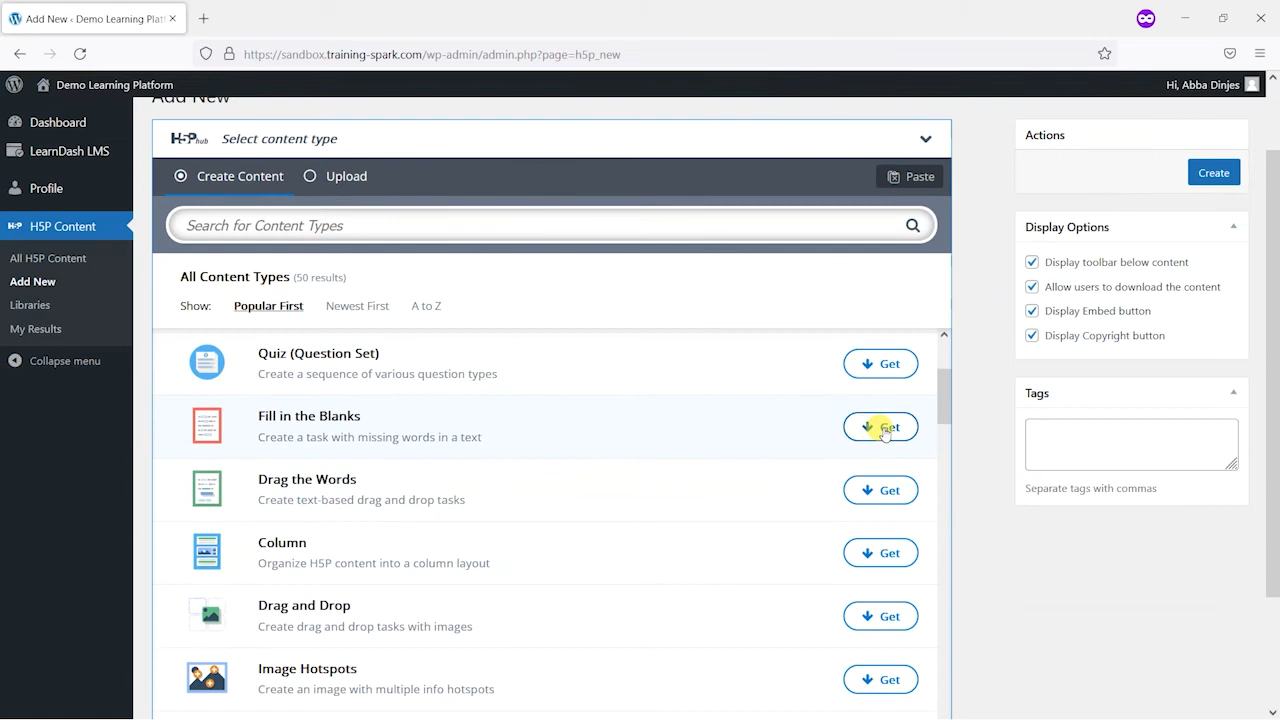 Add New ‹ Demo Learning Platf
https://sandbox.training-spark.com/wp-admin/admin.php?page=h5p_new
Demo Learning Platform
Hi, Abba Dinjes
Dashboard
LearnDash LMS
Profile
H5P H5P Content
All H5P Content
Add New
Libraries
My Results
Collapse menu
Add New
H5P hub Select content type
Create Content
Upload
Paste
Search for Content Types
All Content Types (50 results)
Show: Popular First Newest First A to Z
Quiz (Question Set)
Create a sequence of various question types
Get
Fill in the Blanks
Create a task with missing words in a text
Get
Drag the Words
Create text-based drag and drop tasks
Get
Column
Organize H5P content into a column layout
Get
Drag and Drop
Create drag and drop tasks with images
Get
Image Hotspots
Create an image with multiple info hotspots
Get
Actions
Create
Display Options
Display toolbar below content
Allow users to download the content
Display Embed button
Display Copyright button
Tags
Separate tags with commas